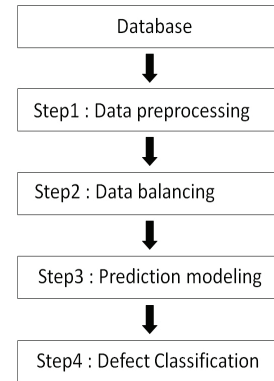 Database
Step1 : Data preprocessing
Step2 : Data balancing
Step3 : Prediction modeling
Step4 : Defect Classification